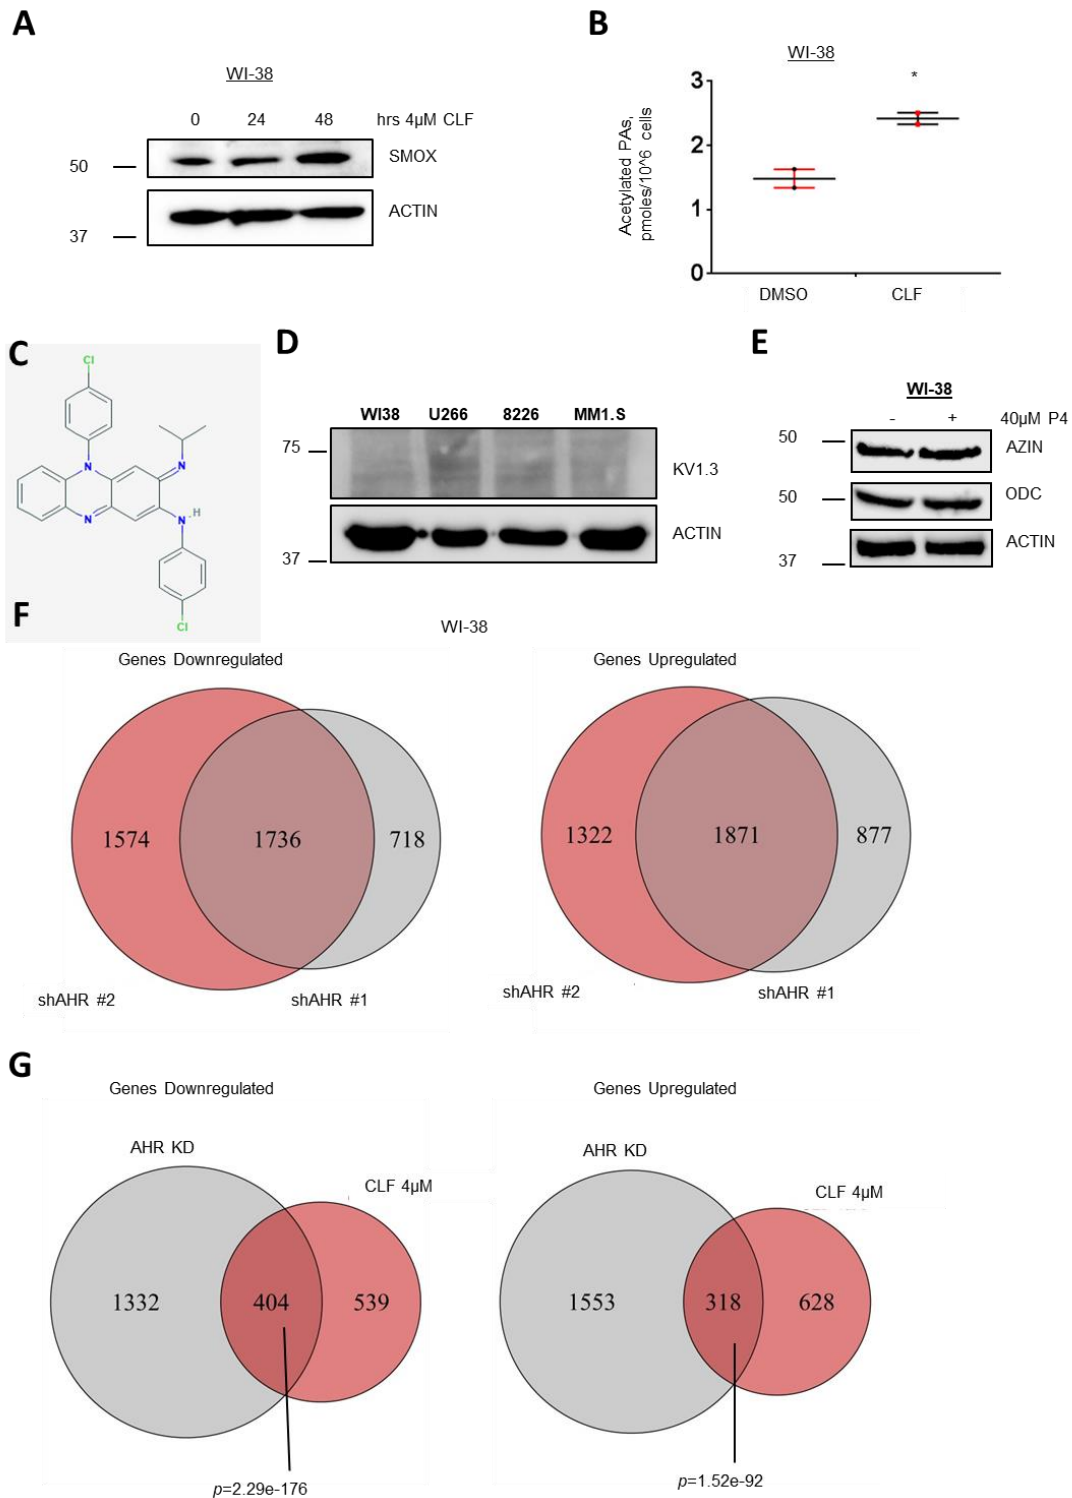 A
WI-38
0 24 48 hrs 4µM CLF
50
SMOX
ACTIN
37
B
WI-38
*
3
2
1
0
Acetylated PAs,
pmoles/10^6 cells
DMSO CLF
C
Cl
N
N
N
N
H
Cl
D
WI38 U266 8226 MM1.S
75
KV1.3
ACTIN
37
E
WI-38
- + 40µM P4
50
AZIN
50
ODC
ACTIN
37
F
WI-38
Genes Downregulated
1574 1736 718
shAHR #2 shAHR #1
Genes Upregulated
1322 1871 877
shAHR #2 shAHR #1
G
Genes Downregulated
AHR KD
CLF 4µM
1332 404 539
p=2.29e-176
Genes Upregulated
AHR KD
CLF 4µM
1553 318 628
p=1.52e-92